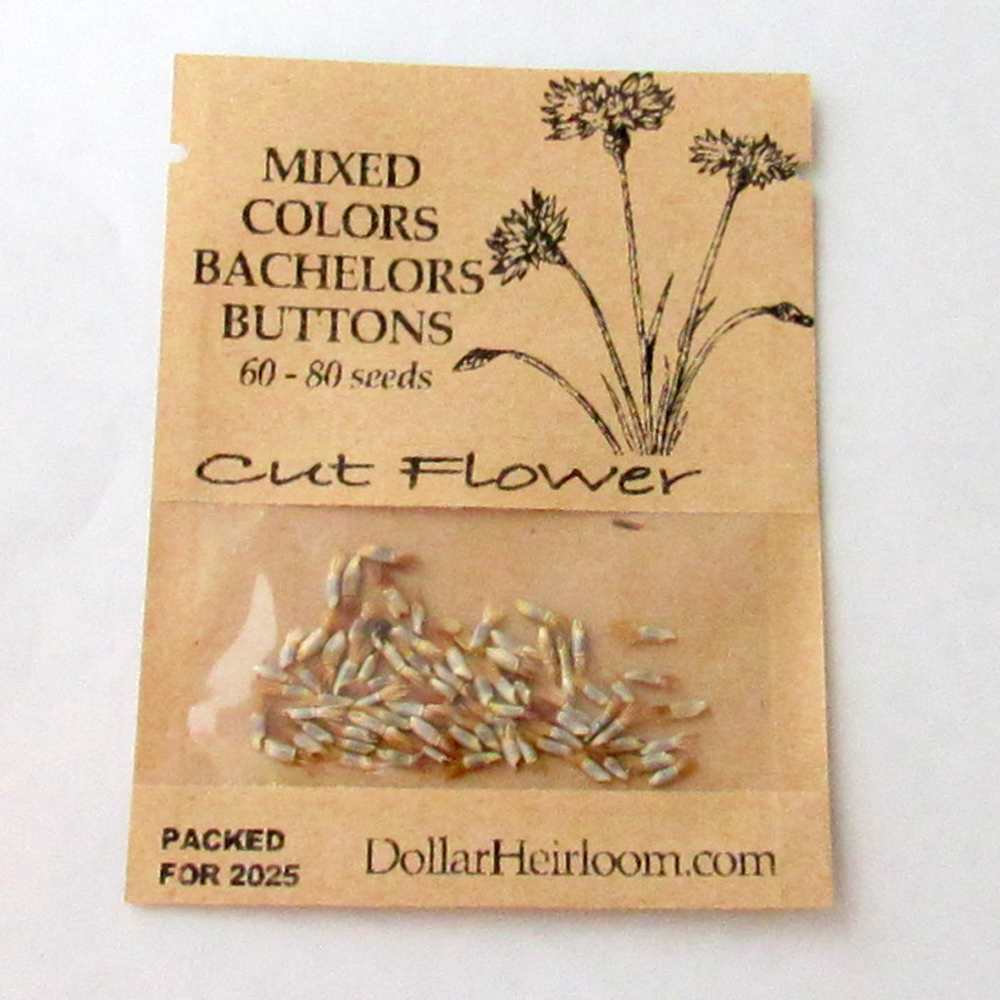 MIXED
COLORS
BACHELORS
BUTTONS
60 - 80 seeds
Cut Flower
PACKED
FOR 2025
DollarHeirloom.com